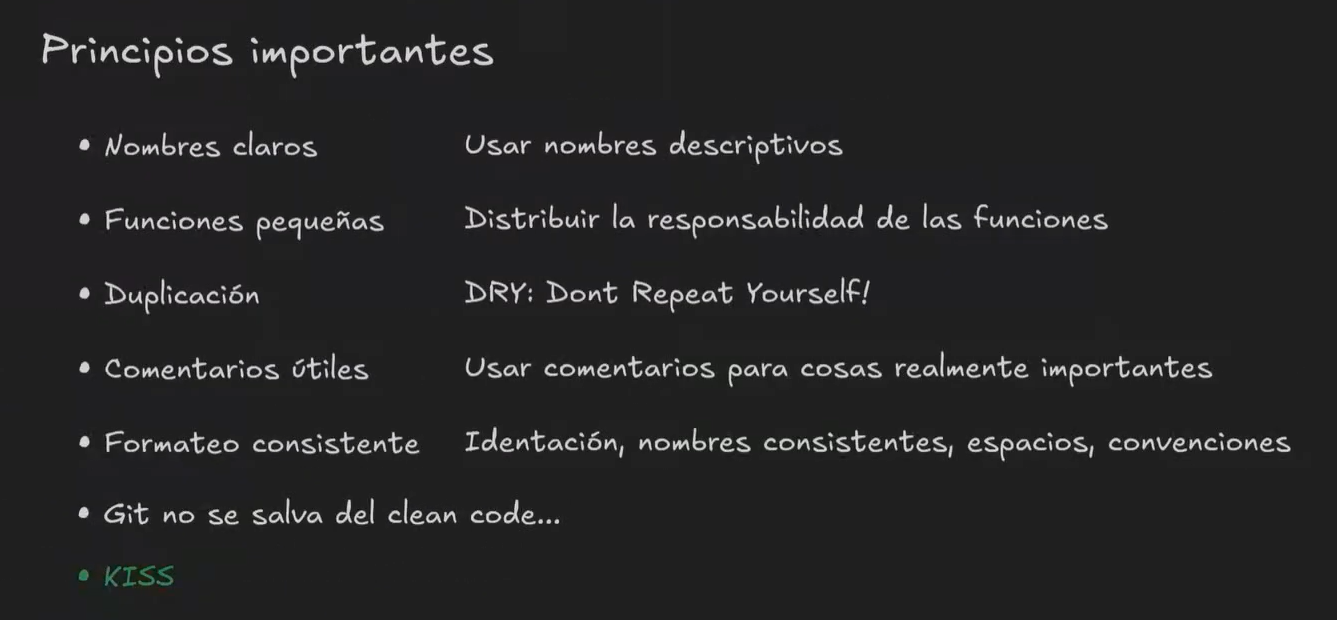 Principios importantes
• Nombres claros Usar nombres descriptivos
• Funciones pequeñas Distribuir la responsabilidad de las funciones
• Duplicación DRY: Dont Repeat Yourself!
• Comentarios útiles Usar comentarios para cosas realmente importantes
• Formateo consistente Identación, nombres consistentes, espacios, convenciones
• Git no se salva del clean code...
• KISS